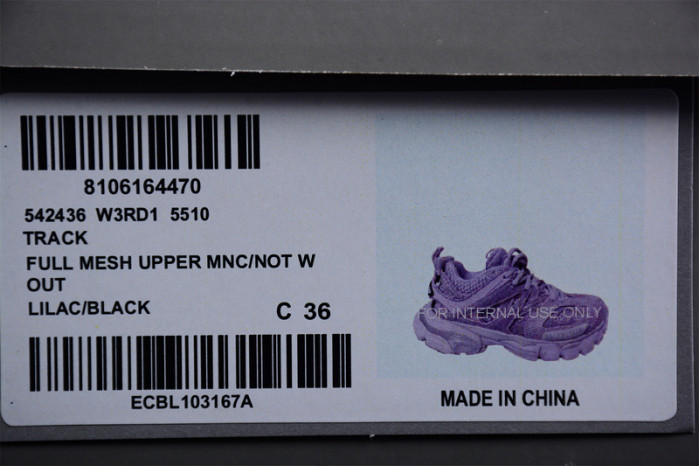 8106164470
542436 W3RD1 5510
TRACK
FULL MESH UPPER MNC/NOT W
OUT
LILAC/BLACK
C 36
ECBL103167A
FOR INTERNAL USE ONLY
MADE IN CHINA